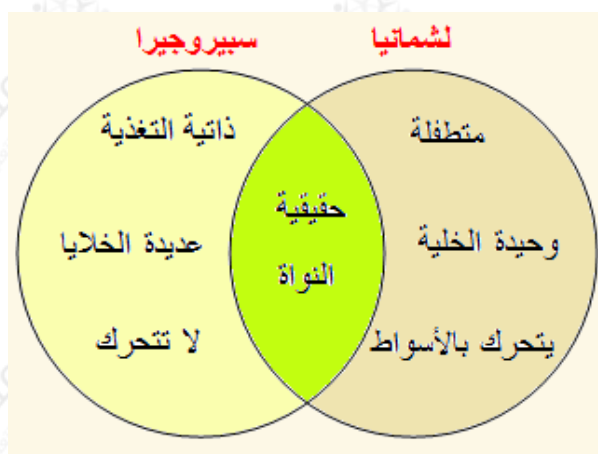 لشمانيا
سبيروجيرا
متطفلة
وحيدة الخلية
يتحرك بالأسواط
حقيقية
النواة
ذاتية التغذية
عديدة الخلايا
لا تتحرك